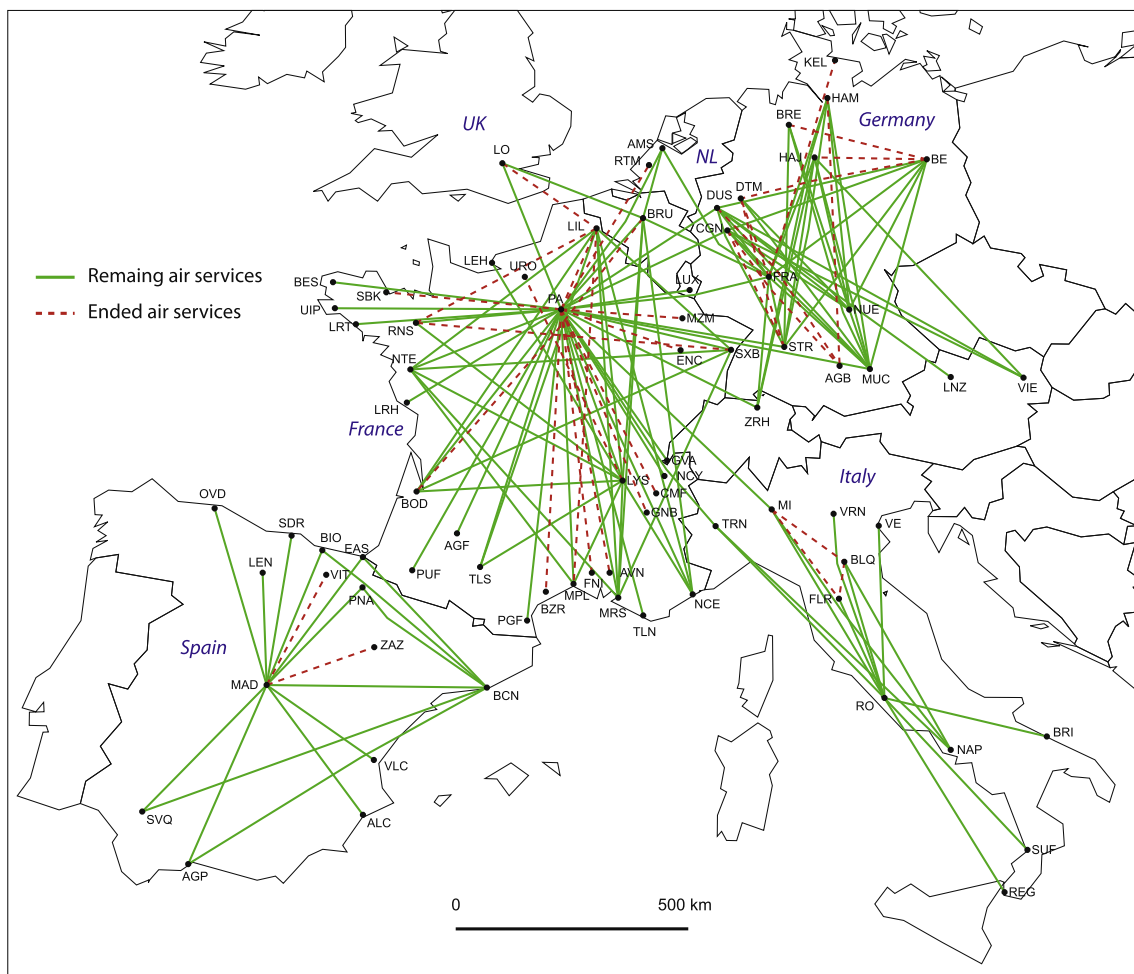 KEL
HAM
BRE
Germany
UK
AMS
LO
NL
HAJ
BE
RTM
DTM
DUS
BRU
LIL
CGN
LEH
URO
FRA
LUX
Remaing air services
BES
SBK
PA
Ended air services
UIP
MZM
NUE
LRT
RNS
STR
SXB
NTE
ENC
AGB
MUC
LNZ
VIE
LRH
ZRH
France
GVA
NCY
Italy
LYS
CMF
OVD
BOD
MI
VRN
VE
GNB
SDR
TRN
BIO
EAS
AGF
LEN
VIT
PUF
TLS
FNI
AVN
BLQ
PNA
MPL
BZR
MRS
NCE
FLR
PGF
TLN
Spain
ZAZ
MAD
BCN
RO
BRI
NAP
VLC
SVQ
ALC
SUF
AGP
REG
0
500 km